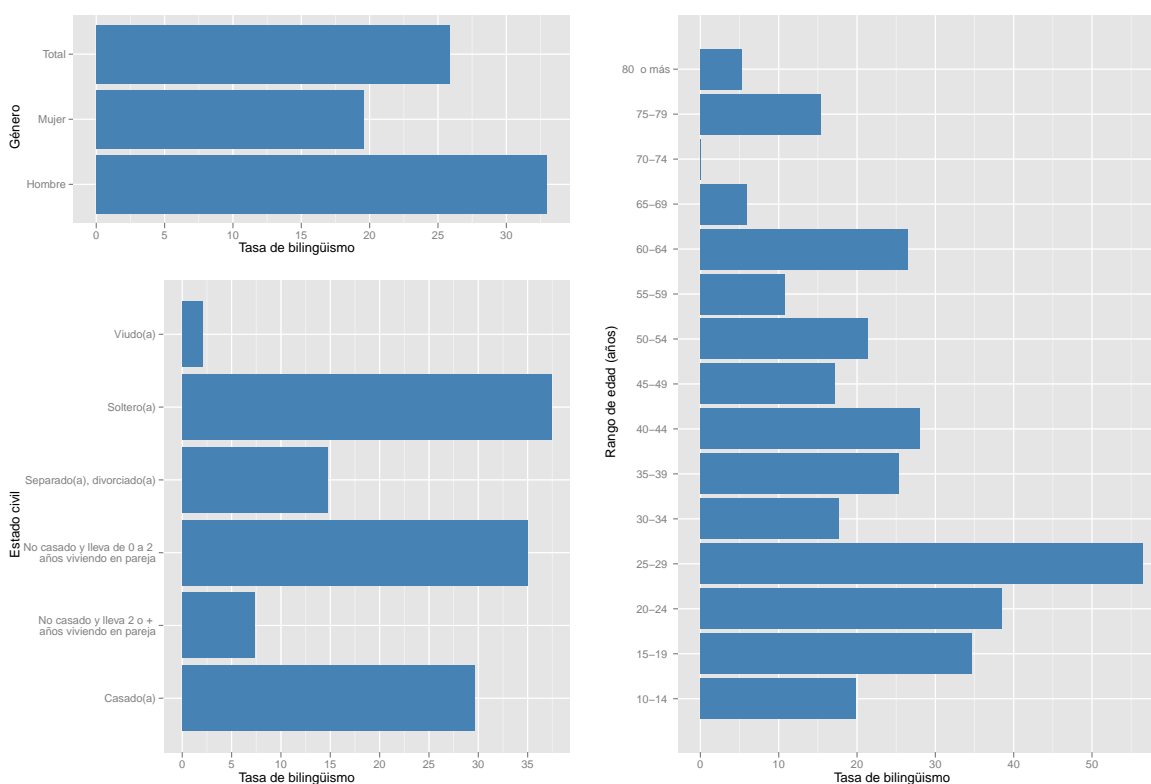 Género
Total
Mujer
Hombre
0 5 10 15 20 25 30
Tasa de bilingüismo
Estado civil
Viudo(a)
Soltero(a)
Separado(a), divorciado(a)
No casado y lleva de 0 a 2
años viviendo en pareja
No casado y lleva 2 o +
años viviendo en pareja
Casado(a)
0 5 10 15 20 25 30 35
Tasa de bilingüismo
Rango de edad (años)
80 o más
75−79
70−74
65−69
60−64
55−59
50−54
45−49
40−44
35−39
30−34
25−29
20−24
15−19
10−14
0 10 20 30 40 50
Tasa de bilingüismo